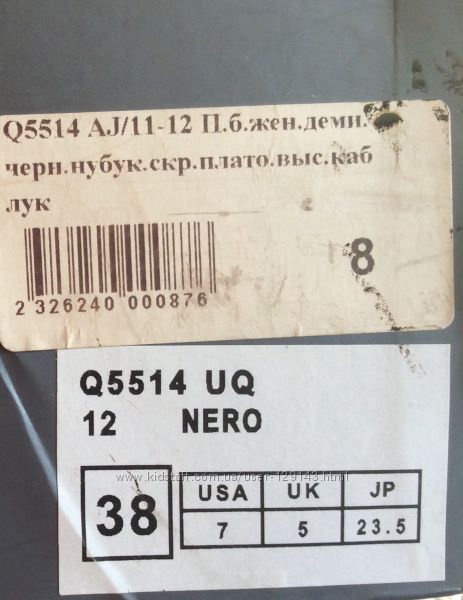 Q5514 AJ/11-12 П.б.жен.деми.
черн.нубук.скр.плато.выс.каб
лук
8
2 326240 000876
Q5514 UQ
12 NERO
www.kidstaff.com.ua/user-129143.html
38
USA UK JP
7 5 23.5